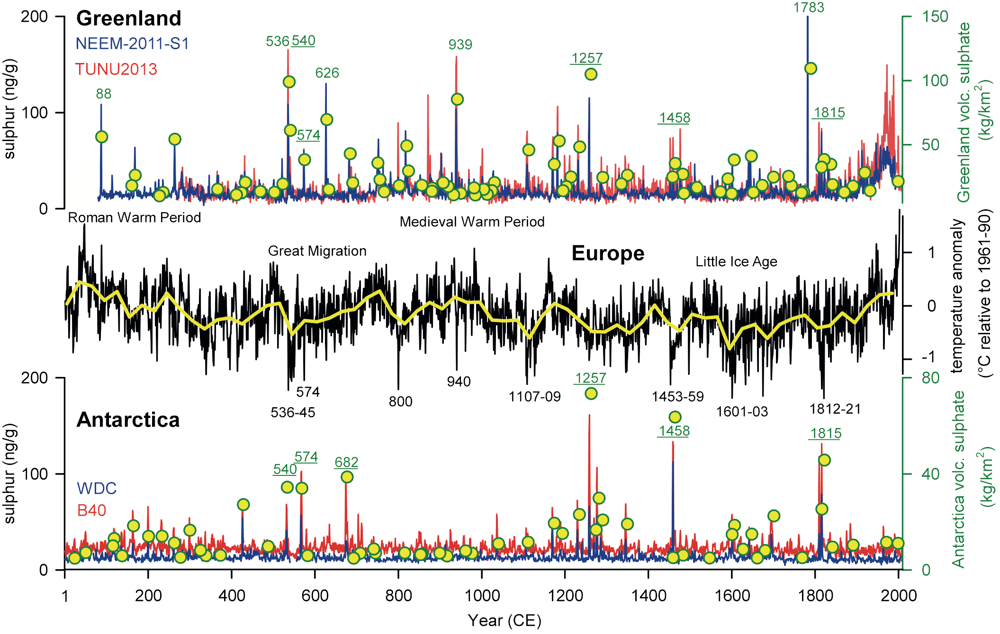 Greenland
NEEM-2011-S1
TUNU2013
200
100
0
sulphur (ng/g)
88
536 540
574
626
939
1257
1458
1783
1815
150
100
50
Greenland volc. sulphate
(kg/km2)
Roman Warm Period
Great Migration
Medieval Warm Period
Europe
Little Ice Age
1
0
-1
temperature anomaly
(°C relative to 1961-90)
574
536-45
800
940
1107-09
1453-59
1601-03
1812-21
Antarctica
WDC
B40
200
100
0
sulphur (ng/g)
540
574
682
1257
1458
1815
80
40
0
Antarctica volc. sulphate
(kg/km2)
1 200 400 600 800 1000 1200 1400 1600 1800 2000
Year (CE)